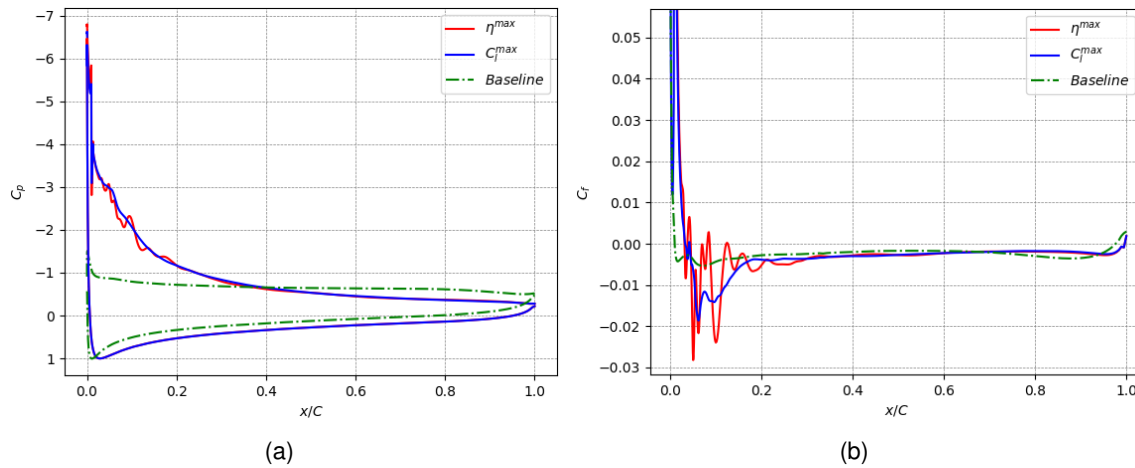 −7
−6
−5
−4
−3
−2
−1
0
1
C_p
0.0 0.2 0.4 0.6 0.8 1.0
x/C
η^{max}
C_l^{max}
Baseline
(a)
0.05
0.04
0.03
0.02
0.01
0.00
−0.01
−0.02
−0.03
C_f
0.0 0.2 0.4 0.6 0.8 1.0
x/C
η^{max}
C_l^{max}
Baseline
(b)